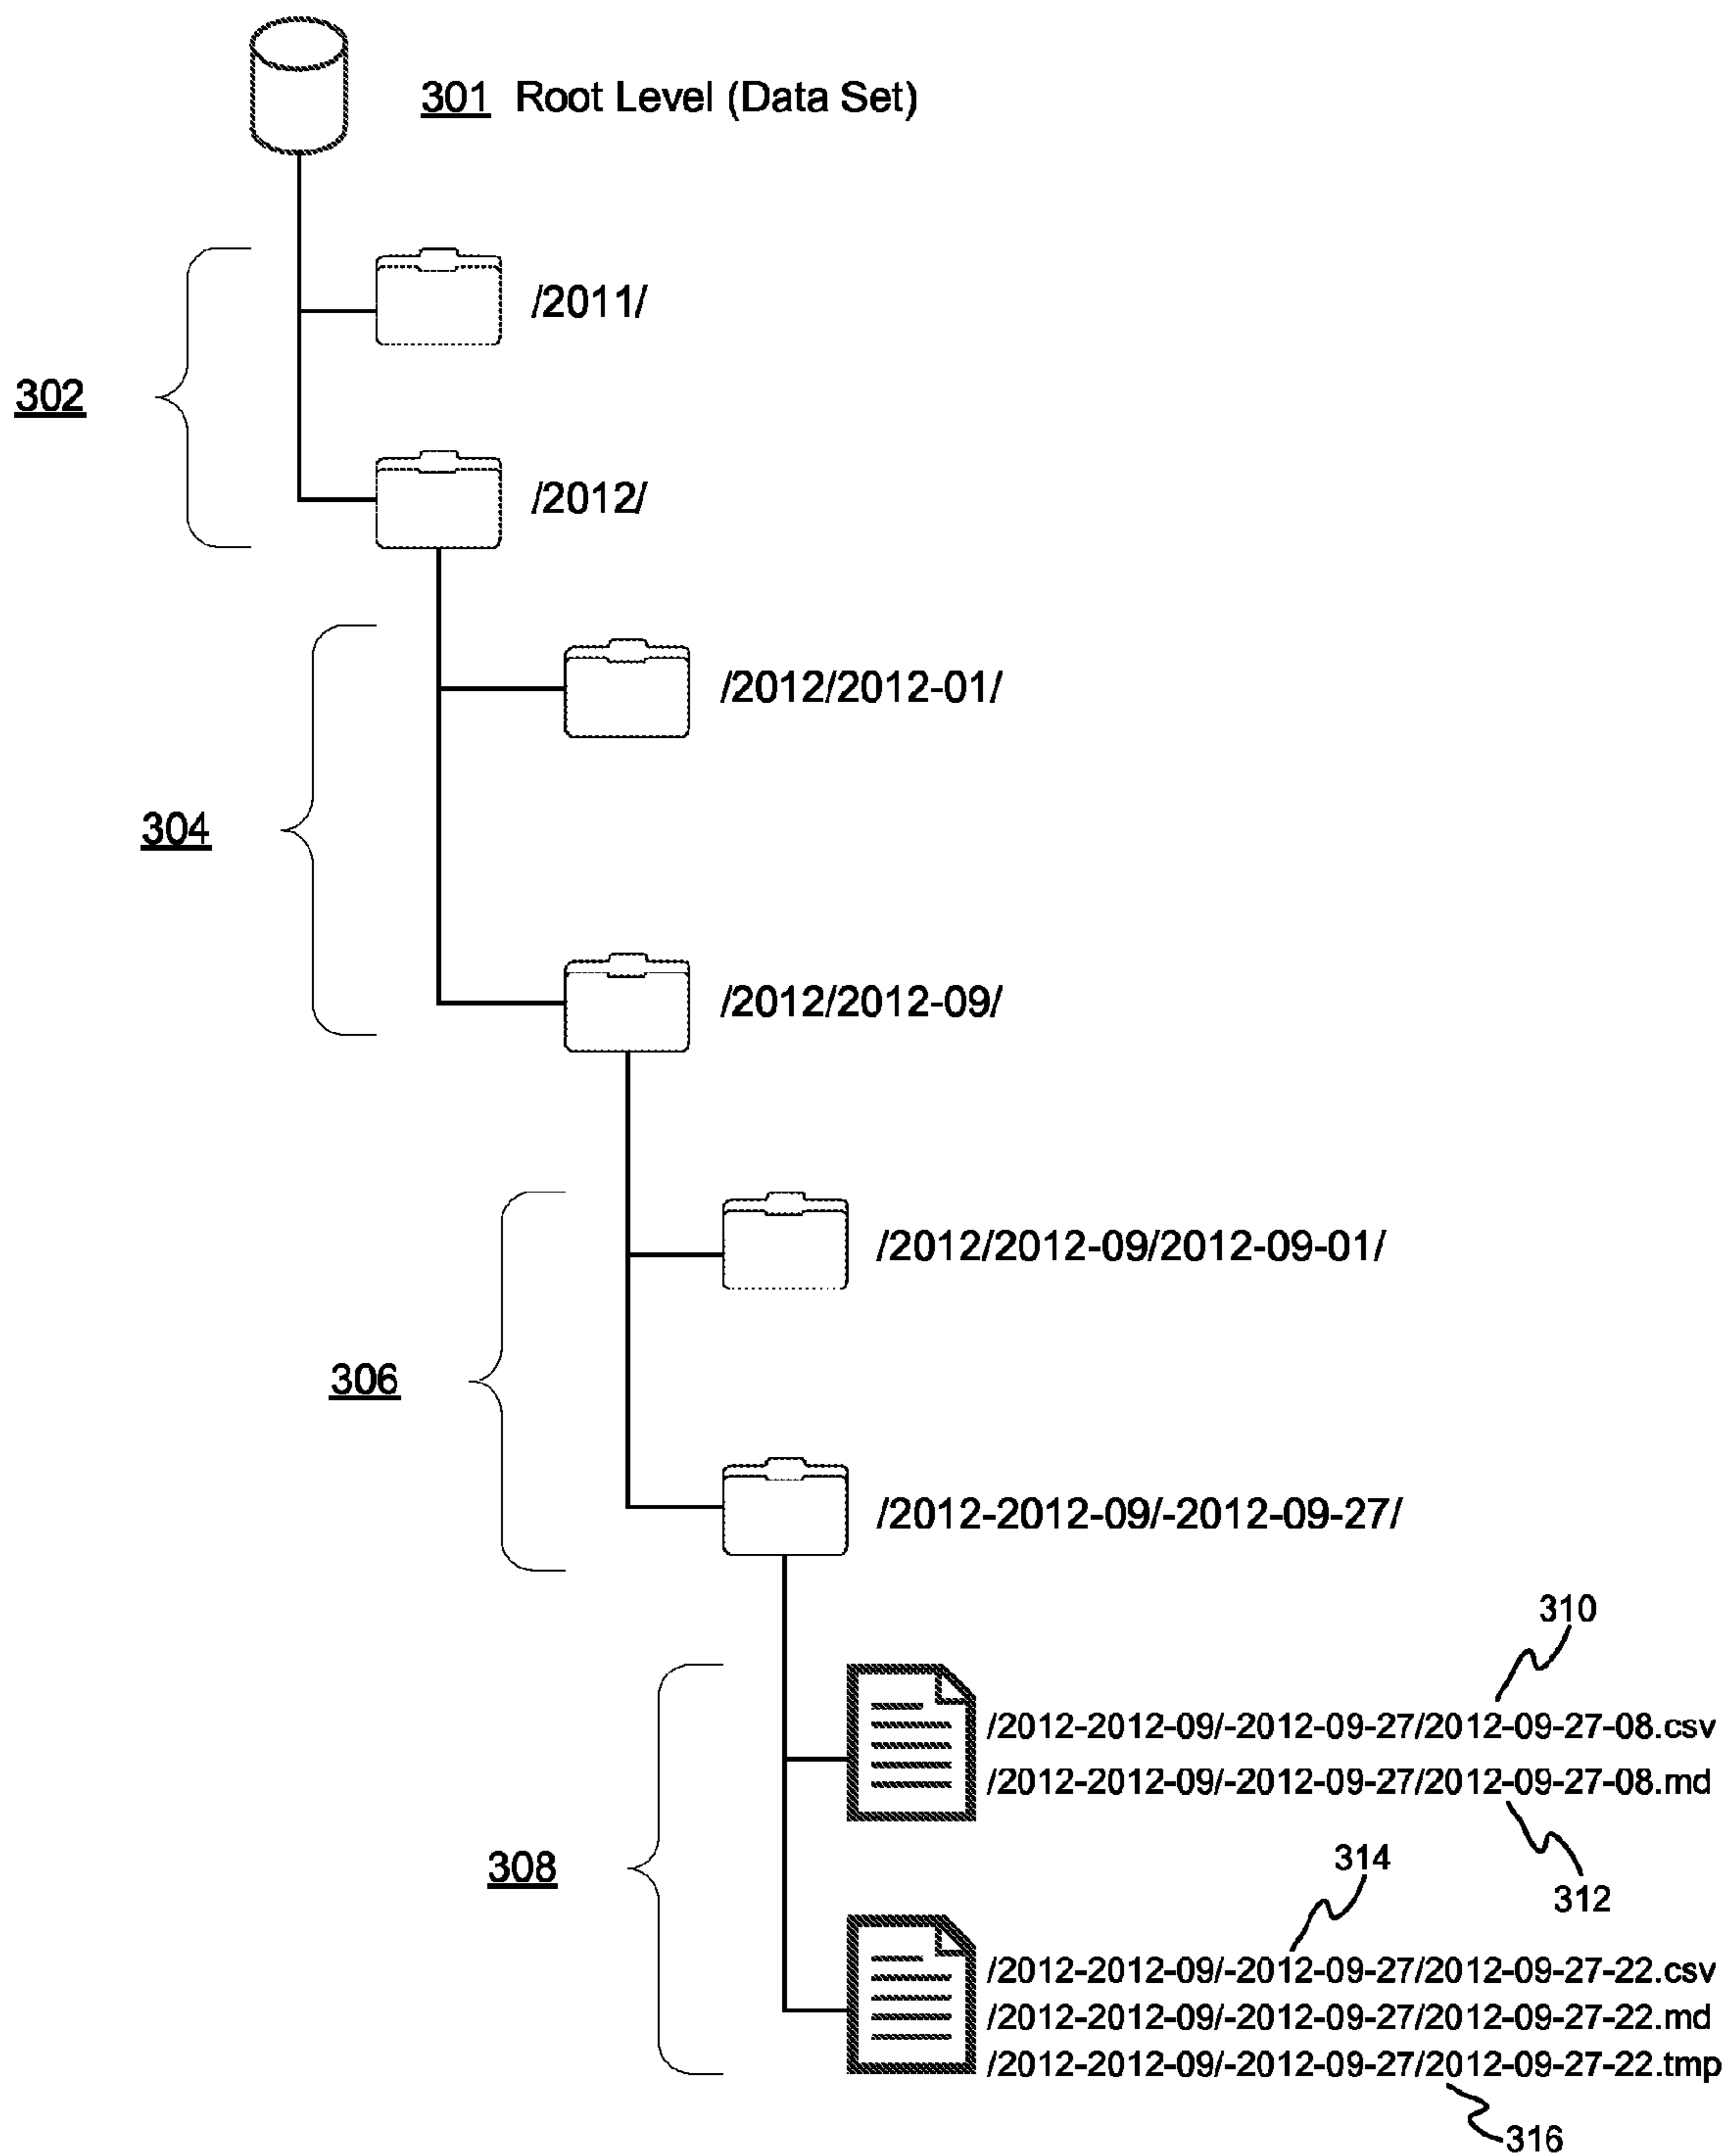 301 Root Level (Data Set)
/2011/
302
/2012/
/2012/2012-01/
304
/2012/2012-09/
/2012/2012-09/2012-09-01/
306
/2012-2012-09/-2012-09-27/
310
/2012-2012-09/-2012-09-27/2012-09-27-08.csv
/2012-2012-09/-2012-09-27/2012-09-27-08.md
312
308
314
/2012-2012-09/-2012-09-27/2012-09-27-22.csv
/2012-2012-09/-2012-09-27/2012-09-27-22.md
/2012-2012-09/-2012-09-27/2012-09-27-22.tmp
316